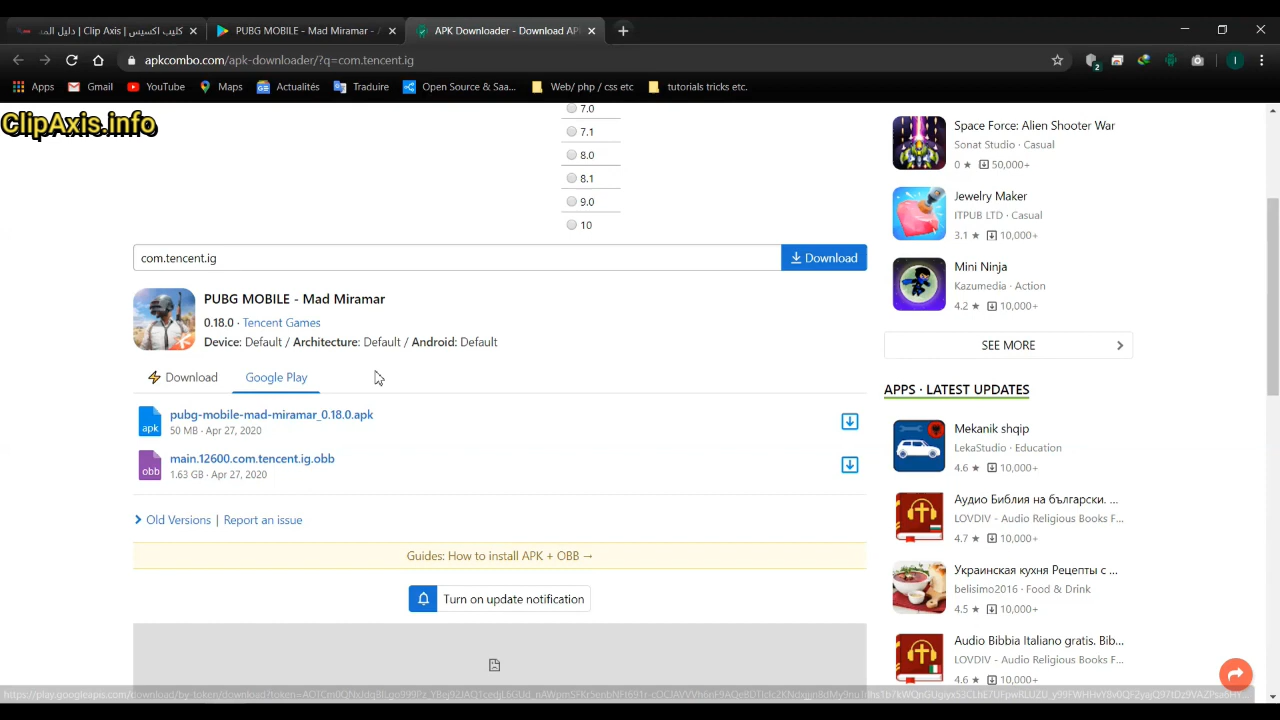 كليب اكسيس | Clip Axis | دليل المد
PUBG MOBILE - Mad Miramar - A
APK Downloader - Download APK
apkcombo.com/apk-downloader/?q=com.tencent.ig
2
I
Apps
Gmail
YouTube
Maps
Actualités
Traduire
Open Source & Saa...
Web/ php / css etc
tutorials tricks etc.
ClipAxis.info
7.0
7.1
8.0
8.1
9.0
10
com.tencent.ig
Download
PUBG MOBILE - Mad Miramar
0.18.0 · Tencent Games
Device: Default / Architecture: Default / Android: Default
Download
Google Play
apk
pubg-mobile-mad-miramar_0.18.0.apk
50 MB · Apr 27, 2020
obb
main.12600.com.tencent.ig.obb
1.63 GB · Apr 27, 2020
Old Versions | Report an issue
Guides: How to install APK + OBB →
Turn on update notification
Space Force: Alien Shooter War
Sonat Studio · Casual
0 ★ 50,000+
Jewelry Maker
ITPUB LTD · Casual
3.1 ★ 10,000+
Mini Ninja
Kazumedia · Action
4.2 ★ 10,000+
SEE MORE
APPS · LATEST UPDATES
Mekanik shqip
LekaStudio · Education
4.6 ★ 10,000+
Аудио Библия на български. ...
LOVDIV - Audio Religious Books F...
4.7 ★ 10,000+
Украинская кухня Рецепты с ...
belisimo2016 · Food & Drink
4.5 ★ 10,000+
Audio Bibbia Italiano gratis. Bib...
LOVDIV - Audio Religious Books F...
4.6 ★ 10,000+